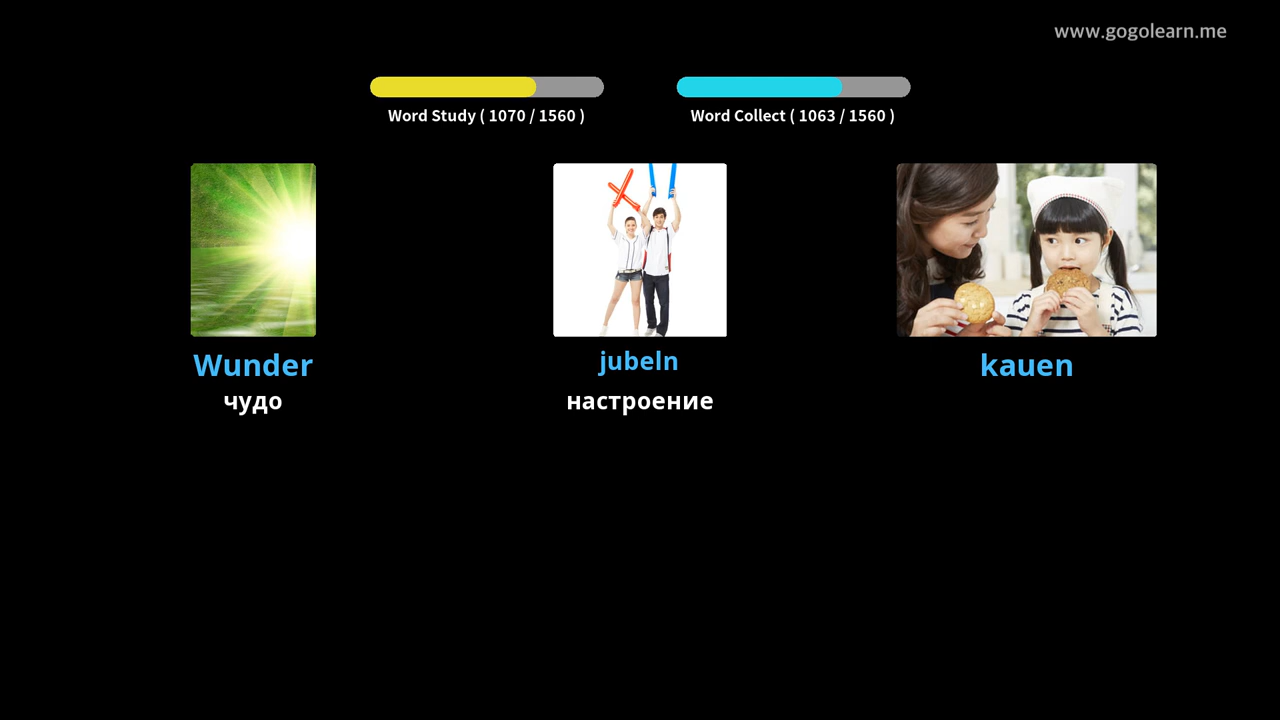 www.gogolearn.me
Word Study ( 1070 / 1560 )
Word Collect ( 1063 / 1560 )
Wunder
чудо
jubeln
настроение
kauen